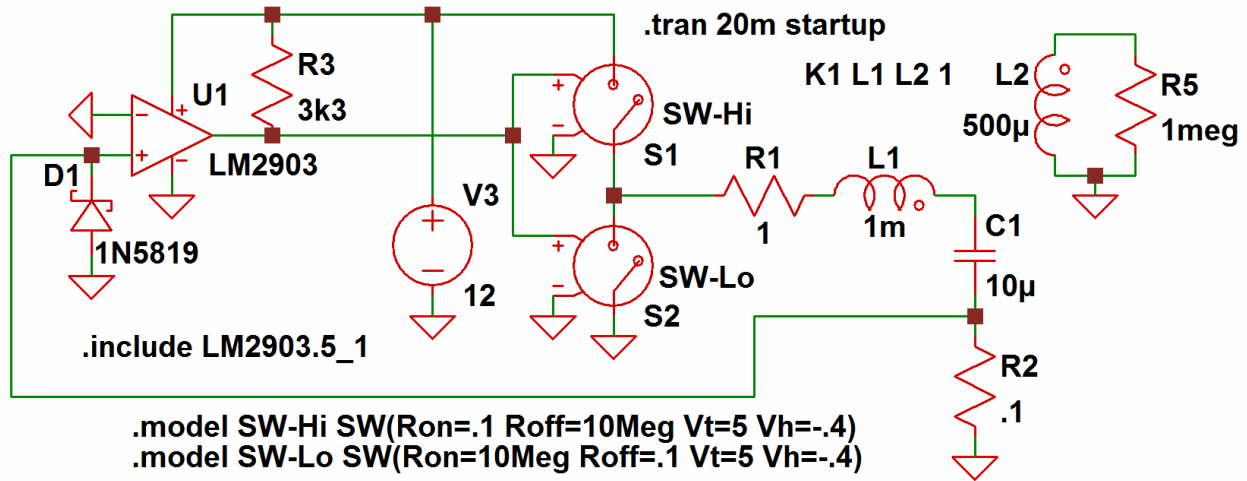 .tran 20m startup
R3
3k3
U1
LM2903
D1
1N5819
V3
12
SW-Hi
S1
SW-Lo
S2
R1
1
L1
1m
K1 L1 L2 1
L2
500µ
R5
1meg
C1
10µ
R2
.1
.include LM2903.5_1
.model SW-Hi SW(Ron=.1 Roff=10Meg Vt=5 Vh=-.4)
.model SW-Lo SW(Ron=10Meg Roff=.1 Vt=5 Vh=-.4)